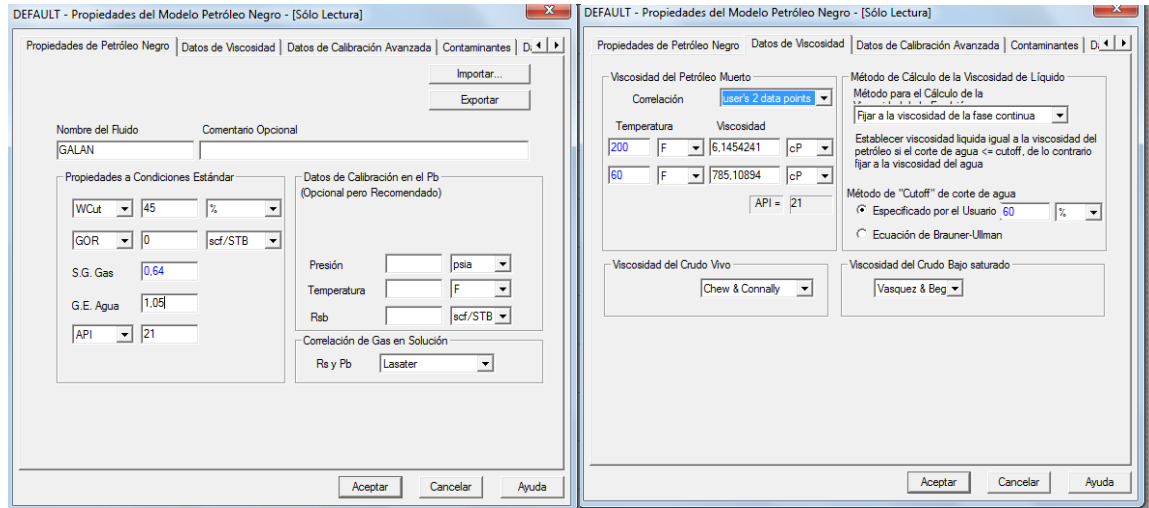 DEFAULT - Propiedades del Modelo Petróleo Negro - [Sólo Lectura]
Propiedades de Petróleo Negro Datos de Viscosidad Datos de Calibración Avanzada Contaminantes D:
Importar...
Exportar
Nombre del Fluido Comentario Opcional
GALAN
Propiedades a Condiciones Estándar
WCut 45 %
GOR 0 scf/STB
S.G. Gas 0,64
G.E. Agua 1,05
API 21
Datos de Calibración en el Pb
(Opcional pero Recomendado)
Presión psia
Temperatura F
Rsb scf/STB
Correlación de Gas en Solución
Rs y Pb Lasater
Aceptar Cancelar Ayuda
DEFAULT - Propiedades del Modelo Petróleo Negro - [Sólo Lectura]
Propiedades de Petróleo Negro Datos de Viscosidad Datos de Calibración Avanzada Contaminantes D:
Viscosidad del Petróleo Muerto
Correlación user's 2 data points
Temperatura Viscosidad
200 F 6,1454241 cP
60 F 785,10894 cP
API = 21
Método de Cálculo de la Viscosidad de Líquido
Método para el Cálculo de la
Fijar a la viscosidad de la fase continua
Establecer viscosidad liquida igual a la viscosidad del
petróleo si el corte de agua <= cutoff, de lo contrario
fijar a la viscosidad del agua
Método de "Cutoff" de corte de agua
Especificado por el Usuario 60 %
Ecuación de Brauner-Ullman
Viscosidad del Crudo Vivo
Chew & Connally
Viscosidad del Crudo Bajo saturado
Vasquez & Beg
Aceptar Cancelar Ayuda